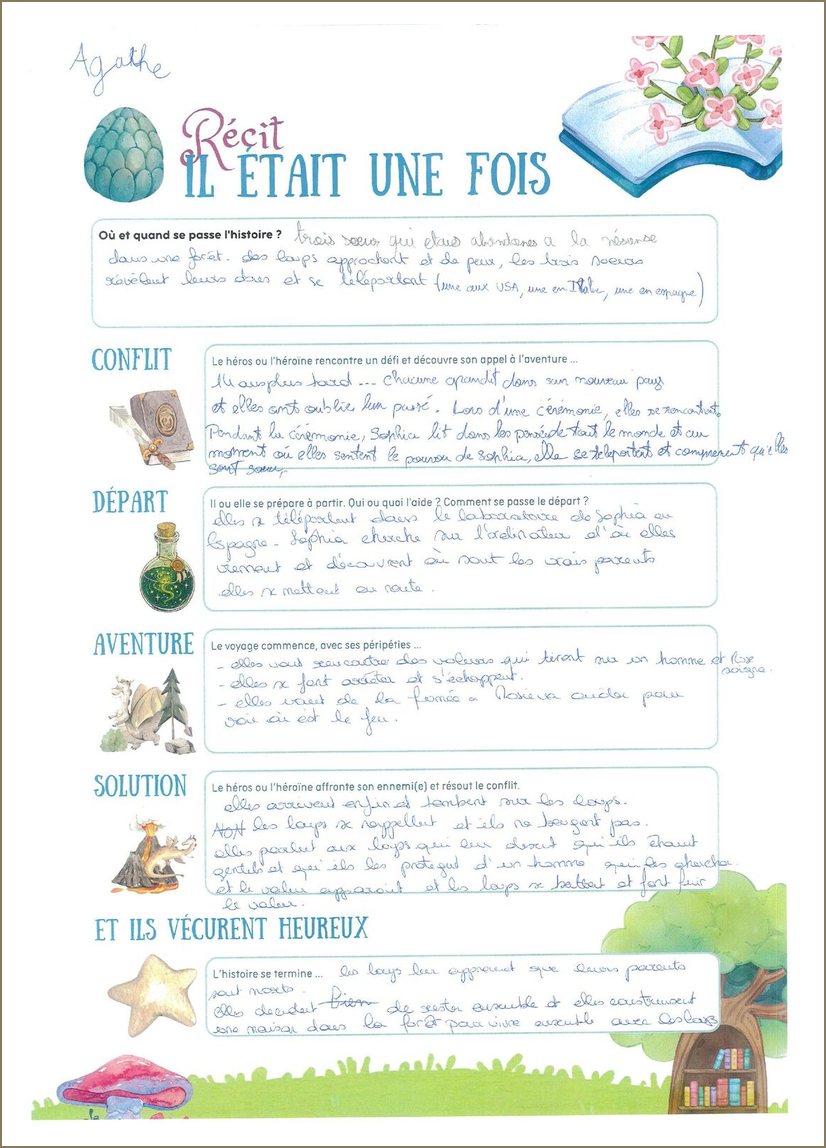 Agathe
Récit
IL ÉTAIT UNE FOIS
Où et quand se passe l'histoire ? trois soeurs qui etais abandones a la
dans une forêt. des loups approchent et de peur, les trois soeurs
révèlent leurs dons et se téléportent (une aux USA, une en Italie, une en espagne)
CONFLIT
Le héros ou l'héroïne rencontre un défi et découvre son appel à l'aventure ...
14 ans plus tard --- chacune grandit dans son nouveau pays
et elles ont oublié leur passé. Lors d'une cérémonie, elles se rencontrent.
Pendant la cérémonie, Sophia lit dans les pensée de tout le monde et au
moment où elles sentent le pouvoir de Sophia, elle se teleportent et comprennent qu'elles
sont soeur,
DÉPART
Il ou elle se prépare à partir. Qui ou quoi l'aide ? Comment se passe le départ ?
elles se téléportent dans le laboratoire de Sophia en
Espagne. Sophia cherche sur l'ordinateur d'où elles
viennent et découvrent où sont les vrais parents
elles se mettent en route.
AVENTURE
Le voyage commence, avec ses péripéties ...
- elles vont rencontre des voleurs qui tirent sur un homme et
soigne.
- elles se font arrêter et s'échappent.
- elles voient de la fumée
voir où est le feu.
SOLUTION
Le héros ou l'héroïne affronte son ennemi(e) et résout le conflit.
elles arrivent enfin et tombent sur les loups.
NON les loups se rappellent et ils ne bougent pas.
elles parlent aux loups qui leur disent qu'ils étaient
gentils et qu'ils les protegent d'un homme qui les cherche.
et le voleur apparait et les loups se battent et font fuir
le voleur.
ET ILS VÉCURENT HEUREUX
L'histoire se termine ... les loups leur apprennent que leurs parents
sont morts.
elles decident bien de rester ensemble et elles construisent
une maison dans la forêt pour vivre ensemble avec les loups